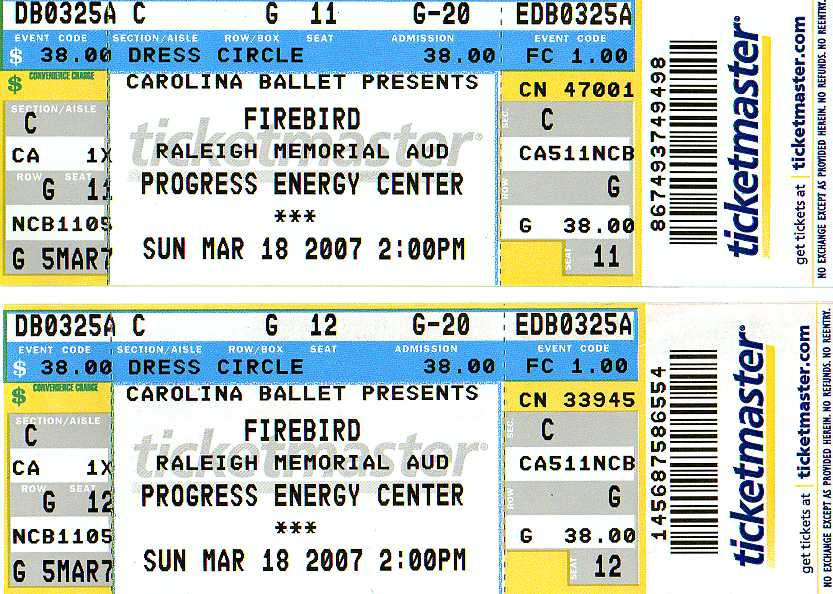 DB0325A C G 11 G-20 EDB0325A
EVENT CODE SECTION/AISLE ROW/BOX SEAT ADMISSION EVENT CODE
$ 38.00 DRESS CIRCLE 38.00 FC 1.00
$ CONVENIENCE CHARGE CAROLINA BALLET PRESENTS CN 47001
SECTION/AISLE
C FIREBIRD SEC. C
ticketmaster®
CA 1X RALEIGH MEMORIAL AUD CA511NCB
ROW SEAT
G 11 PROGRESS ENERGY CENTER ROW G
NCB1105 *** G 38.00
G 5MAR7 SUN MAR 18 2007 2:00PM SEAT 11
867493749498
ticketmaster®
get tickets at | ticketmaster.com
NO EXCHANGE EXCEPT AS PROVIDED HEREIN. NO REFUNDS. NO REENTRY.
DB0325A C G 12 G-20 EDB0325A
EVENT CODE SECTION/AISLE ROW/BOX SEAT ADMISSION EVENT CODE
$ 38.00 DRESS CIRCLE 38.00 FC 1.00
$ CONVENIENCE CHARGE CAROLINA BALLET PRESENTS CN 33945
SECTION/AISLE
C FIREBIRD SEC. C
ticketmaster®
CA 1X RALEIGH MEMORIAL AUD CA511NCB
ROW SEAT
G 12 PROGRESS ENERGY CENTER ROW G
NCB1105 *** G 38.00
G 5MAR7 SUN MAR 18 2007 2:00PM SEAT 12
145687586554
ticketmaster®
get tickets at | ticketmaster.com
NO EXCHANGE EXCEPT AS PROVIDED HEREIN. NO REFUNDS. NO REENTRY.